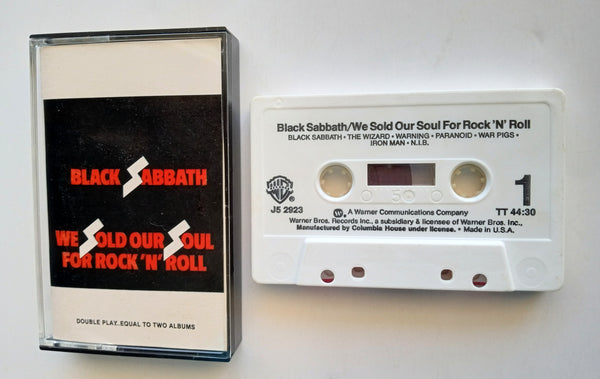 BLACK SABBATH
WE SOLD OUR SOUL
FOR ROCK 'N' ROLL
DOUBLE PLAY...EQUAL TO TWO ALBUMS
Black Sabbath/We Sold Our Soul For Rock 'N' Roll
BLACK SABBATH • THE WIZARD • WARNING • PARANOID • WAR PIGS •
IRON MAN • N.I.B.
50
1
J5 2923
TT 44:30
A Warner Communications Company
Warner Bros. Records Inc., a subsidiary & licensee of Warner Bros. Inc.,
Manufactured by Columbia House under license. • Made in U.S.A.